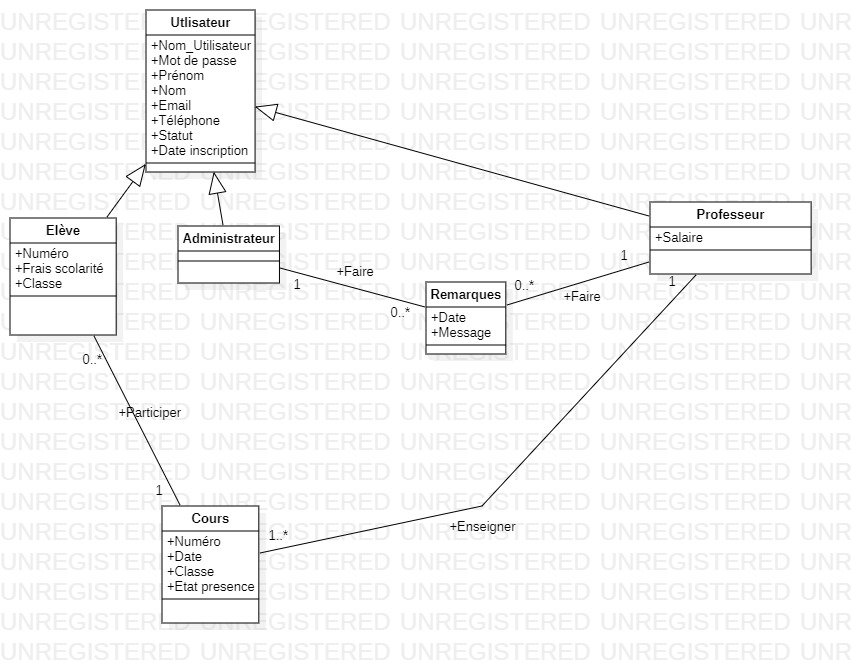 Utlisateur
+Nom_Utilisateur
+Mot de passe
+Prénom
+Nom
+Email
+Téléphone
+Statut
+Date inscription
Elève
+Numéro
+Frais scolarité
+Classe
Administrateur
Professeur
+Salaire
+Faire
1
0..*
Remarques
+Date
+Message
0..*
+Faire
1
1
0..*
+Participer
1
Cours
+Numéro
+Date
+Classe
+Etat presence
1..*
+Enseigner
UNREGISTERED UNREGISTERED UNREGISTERED UNREGISTERED UNR